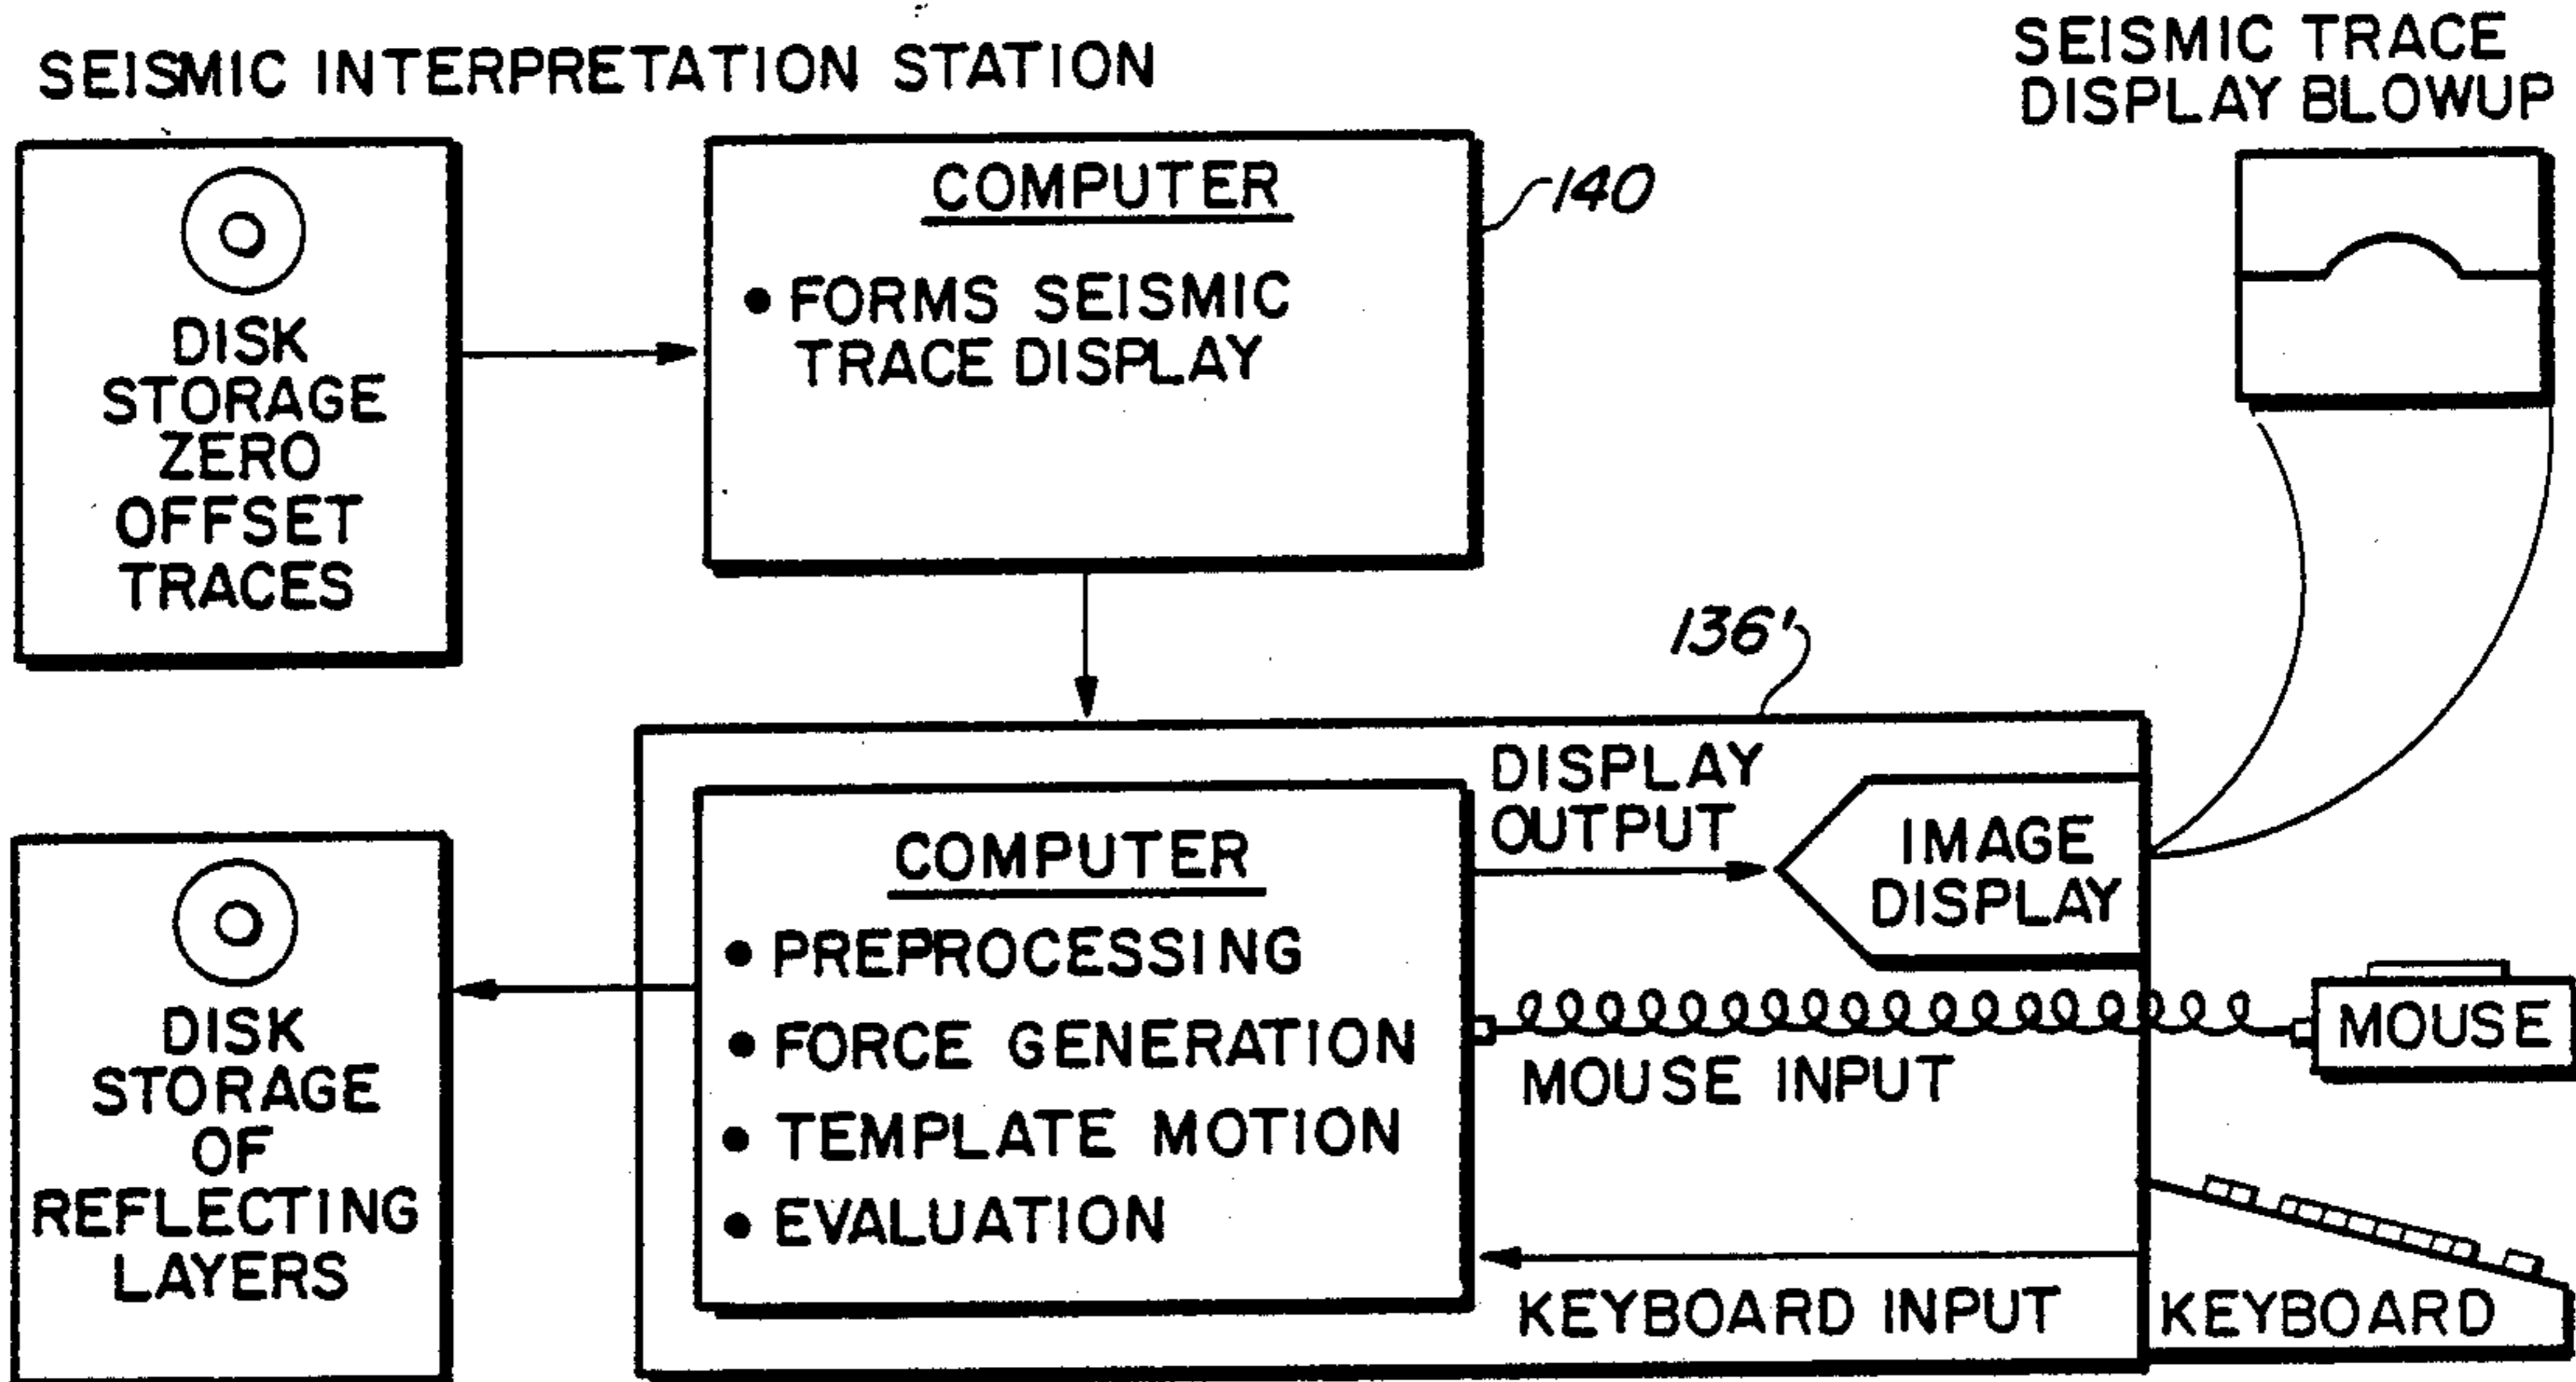 SEISMIC INTERPRETATION STATION
SEISMIC TRACE
DISPLAY BLOWUP
DISK
STORAGE
ZERO
OFFSET
TRACES
COMPUTER
• FORMS SEISMIC
TRACE DISPLAY
140
136'
DISK
STORAGE
OF
REFLECTING
LAYERS
COMPUTER
• PREPROCESSING
• FORCE GENERATION
• TEMPLATE MOTION
• EVALUATION
DISPLAY
OUTPUT
IMAGE
DISPLAY
MOUSE INPUT
MOUSE
KEYBOARD INPUT
KEYBOARD